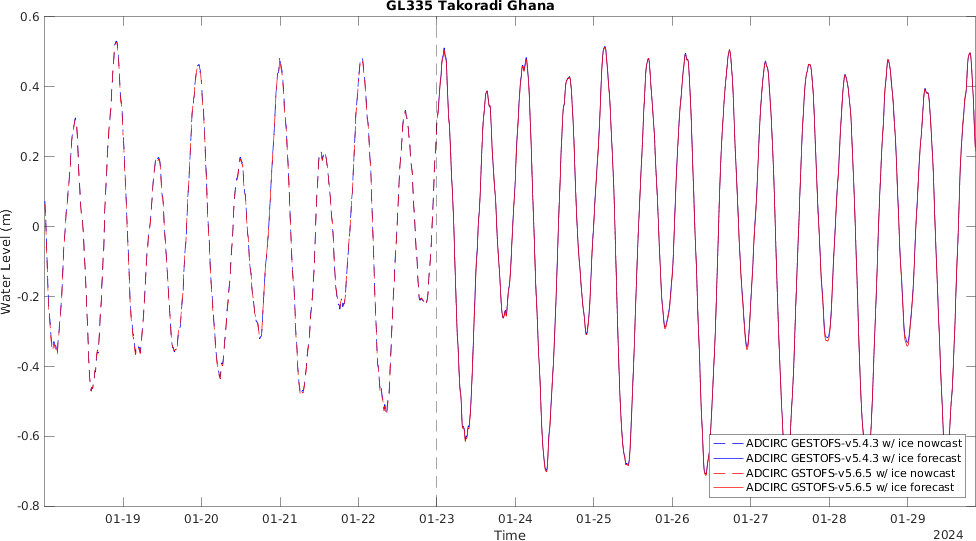 GL335 Takoradi Ghana
0.6
0.4
0.2
0
-0.2
-0.4
-0.6
-0.8
Water Level (m)
ADCIRC GESTOFS-v5.4.3 w/ ice nowcast
ADCIRC GESTOFS-v5.4.3 w/ ice forecast
ADCIRC GSTOFS-v5.6.5 w/ ice nowcast
ADCIRC GSTOFS-v5.6.5 w/ ice forecast
01-19 01-20 01-21 01-22 01-23 01-24 01-25 01-26 01-27 01-28 01-29
Time
2024